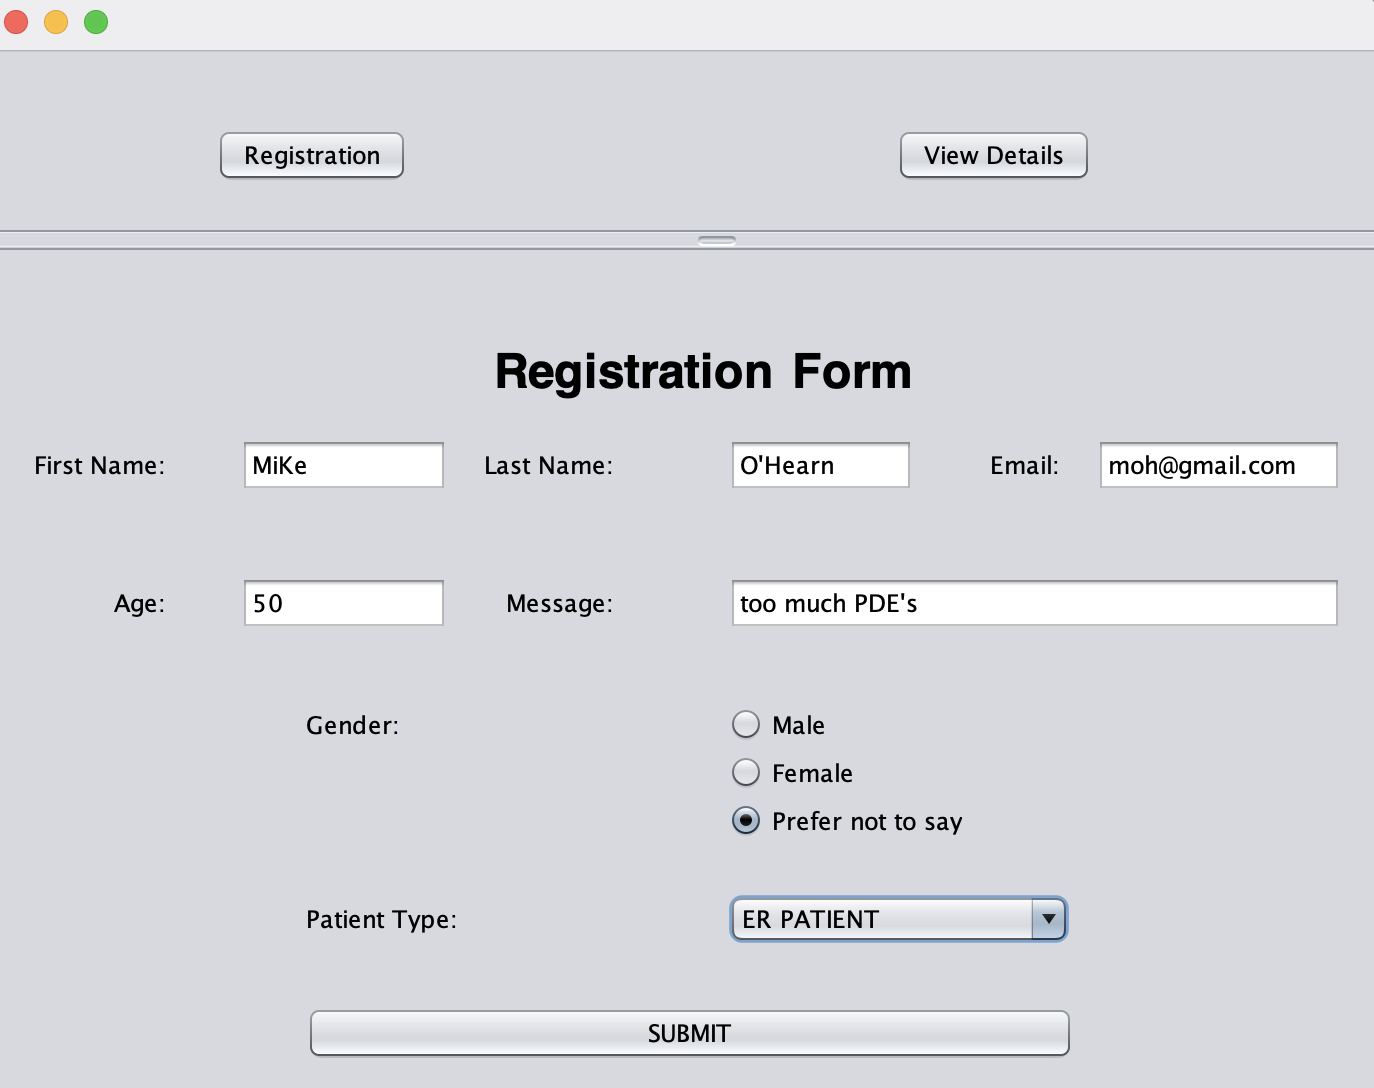 Registration View Details
Registration Form
First Name: MiKe Last Name: O'Hearn Email: moh@gmail.com
Age: 50 Message: too much PDE's
Gender: Male
Female
Prefer not to say
Patient Type: ER PATIENT
SUBMIT